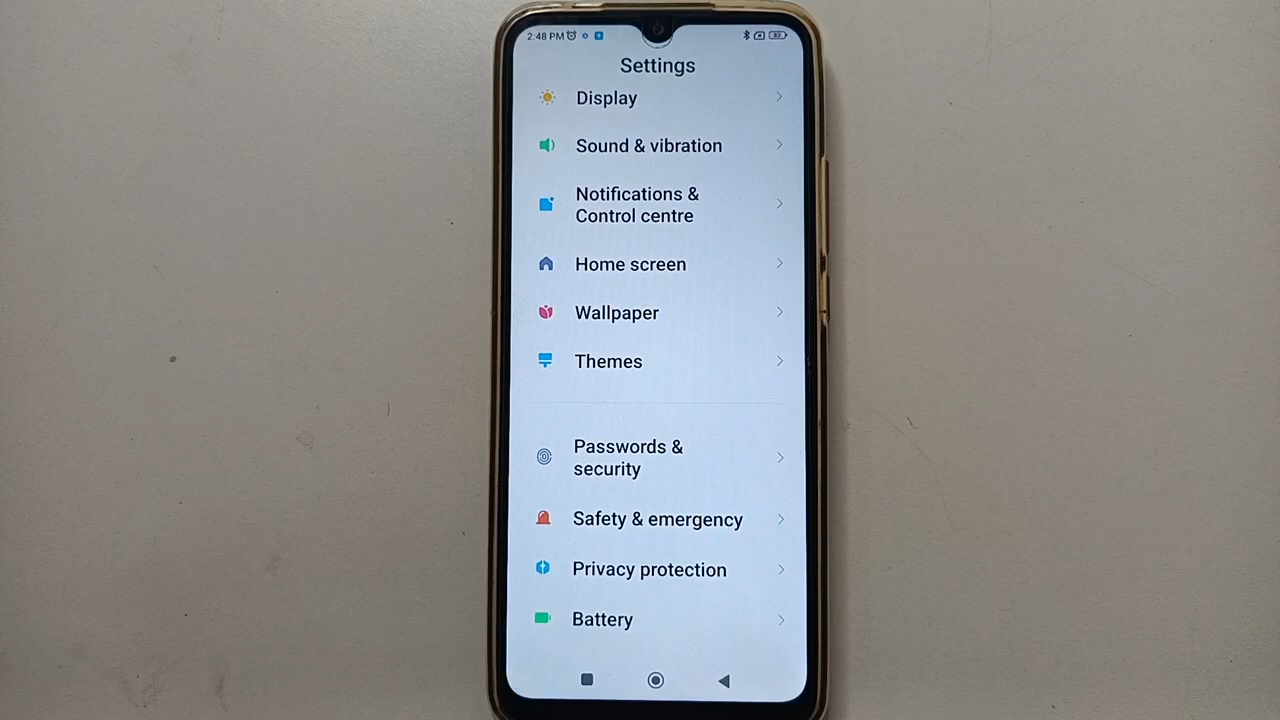 2:48 PM 82
Settings
Display
Sound & vibration
Notifications &
Control centre
Home screen
Wallpaper
Themes
Passwords &
security
Safety & emergency
Privacy protection
Battery